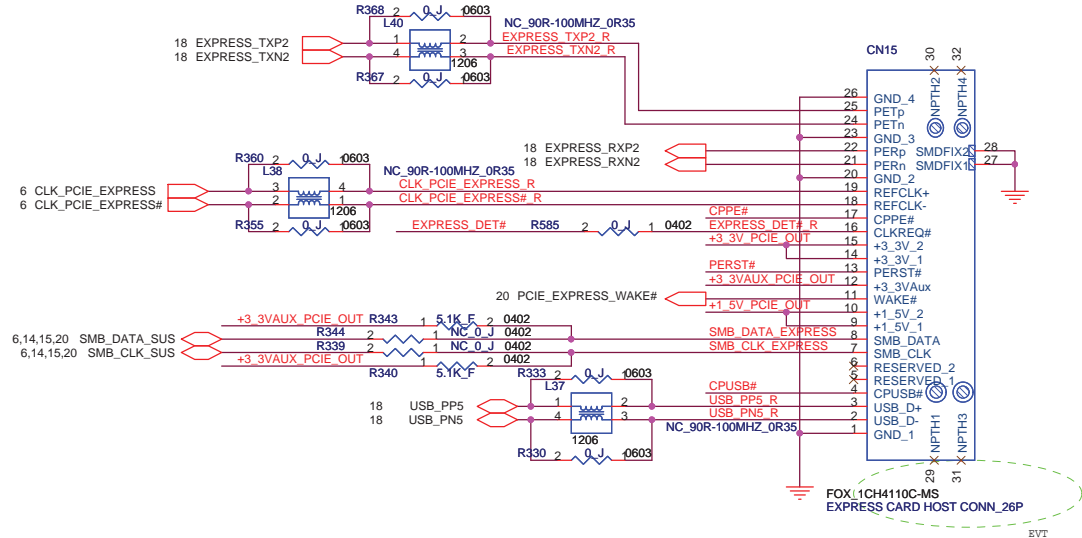 R368 2 0_J 1 0603
L40 NC_90R-100MHZ_0R35
18 EXPRESS_TXP2 1 2 EXPRESS_TXP2_R
18 EXPRESS_TXN2 4 3 EXPRESS_TXN2_R
1206
R367 2 0_J 1 0603
CN15
30 32
NPTH2 NPTH4
26 GND_4
25 PETp
24 PETn
23 GND_3
18 EXPRESS_RXP2 22 PERp SMDFIX2 28
18 EXPRESS_RXN2 21 PERn SMDFIX1 27
20 GND_2
R360 2 0_J 1 0603
L38 NC_90R-100MHZ_0R35
6 CLK_PCIE_EXPRESS 3 4 CLK_PCIE_EXPRESS_R 19 REFCLK+
6 CLK_PCIE_EXPRESS# 2 1 CLK_PCIE_EXPRESS#_R 18 REFCLK-
1206
R355 2 0_J 1 0603
CPPE# 17 CPPE#
EXPRESS_DET# R585 2 0_J 1 0402 EXPRESS_DET#_R 16 CLKREQ#
+3_3V_PCIE_OUT 15 +3_3V_2
14 +3_3V_1
PERST# 13 PERST#
+3_3VAUX_PCIE_OUT 12 +3_3VAux
20 PCIE_EXPRESS_WAKE# 11 WAKE#
+1_5V_PCIE_OUT 10 +1_5V_2
9 +1_5V_1
+3_3VAUX_PCIE_OUT R343 1 5.1K_F 2 0402
6,14,15,20 SMB_DATA_SUS R344 2 NC_0_J 1 0402 SMB_DATA_EXPRESS 8 SMB_DATA
6,14,15,20 SMB_CLK_SUS R339 2 NC_0_J 1 0402 SMB_CLK_EXPRESS 7 SMB_CLK
+3_3VAUX_PCIE_OUT R340 1 5.1K_F 2 0402
6 RESERVED_2
5 RESERVED_1
R333 2 0_J 1 0603
L37
CPUSB# 4 CPUSB#
18 USB_PP5 1 2 USB_PP5_R 3 USB_D+
18 USB_PN5 4 3 USB_PN5_R 2 USB_D-
NC_90R-100MHZ_0R35
1 GND_1
1206
R330 2 0_J 1 0603
NPTH1 NPTH3
29 31
FOX_1CH4110C-MS
EXPRESS CARD HOST CONN_26P
EVT